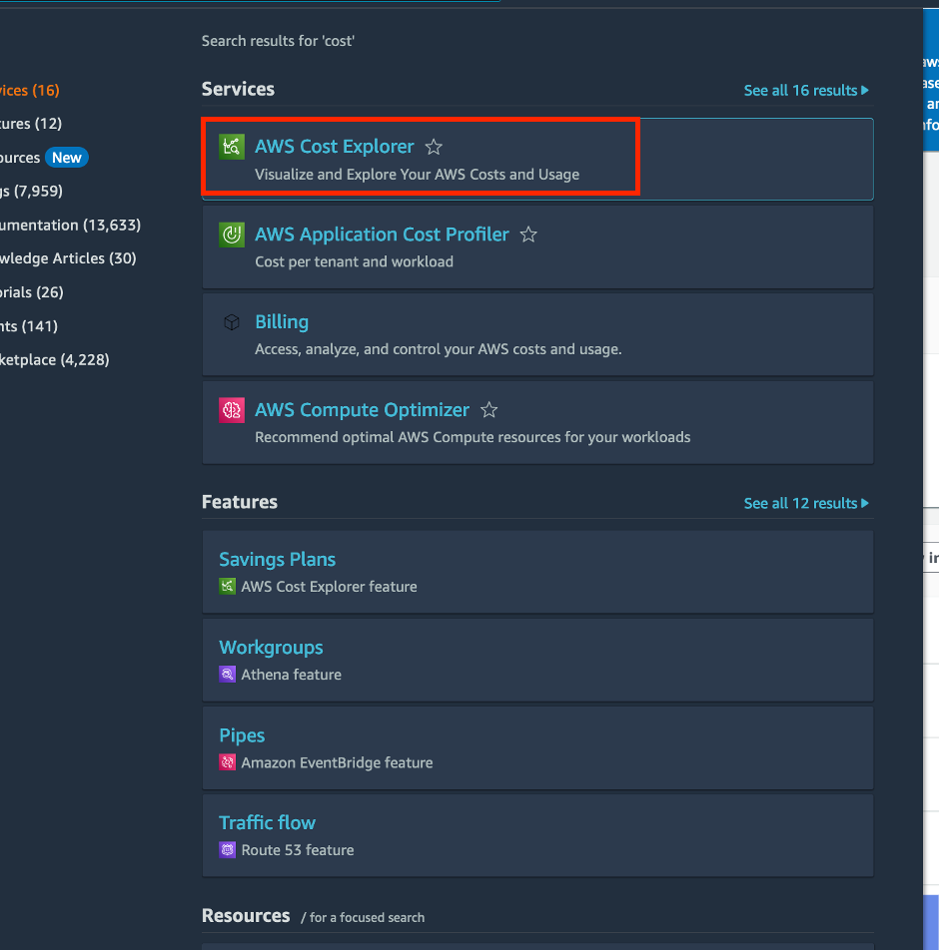 Search results for 'cost'
ices (16)
tures (12)
ources New
s (7,959)
umentation (13,633)
wledge Articles (30)
orials (26)
nts (141)
ketplace (4,228)
Services
See all 16 results
AWS Cost Explorer
Visualize and Explore Your AWS Costs and Usage
AWS Application Cost Profiler
Cost per tenant and workload
Billing
Access, analyze, and control your AWS costs and usage.
AWS Compute Optimizer
Recommend optimal AWS Compute resources for your workloads
Features
See all 12 results
Savings Plans
AWS Cost Explorer feature
Workgroups
Athena feature
Pipes
Amazon EventBridge feature
Traffic flow
Route 53 feature
Resources / for a focused search
aws
ase
an
nfo
in